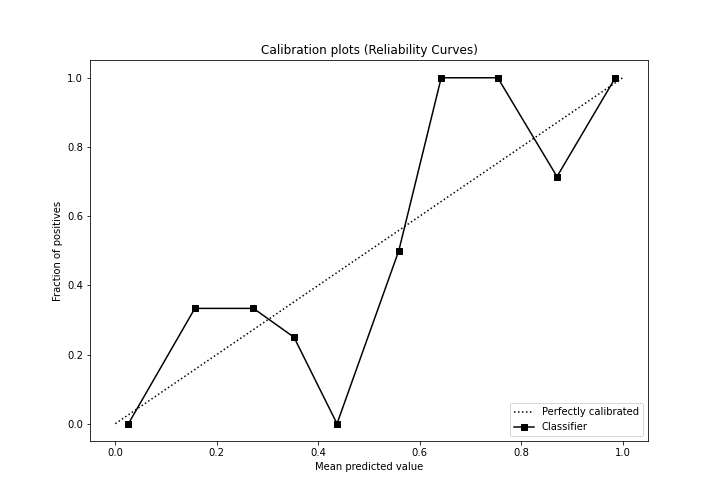 Calibration plots (Reliability Curves)
1.0
0.8
0.6
0.4
0.2
0.0
Fraction of positives
0.0 0.2 0.4 0.6 0.8 1.0
Mean predicted value
Perfectly calibrated
Classifier